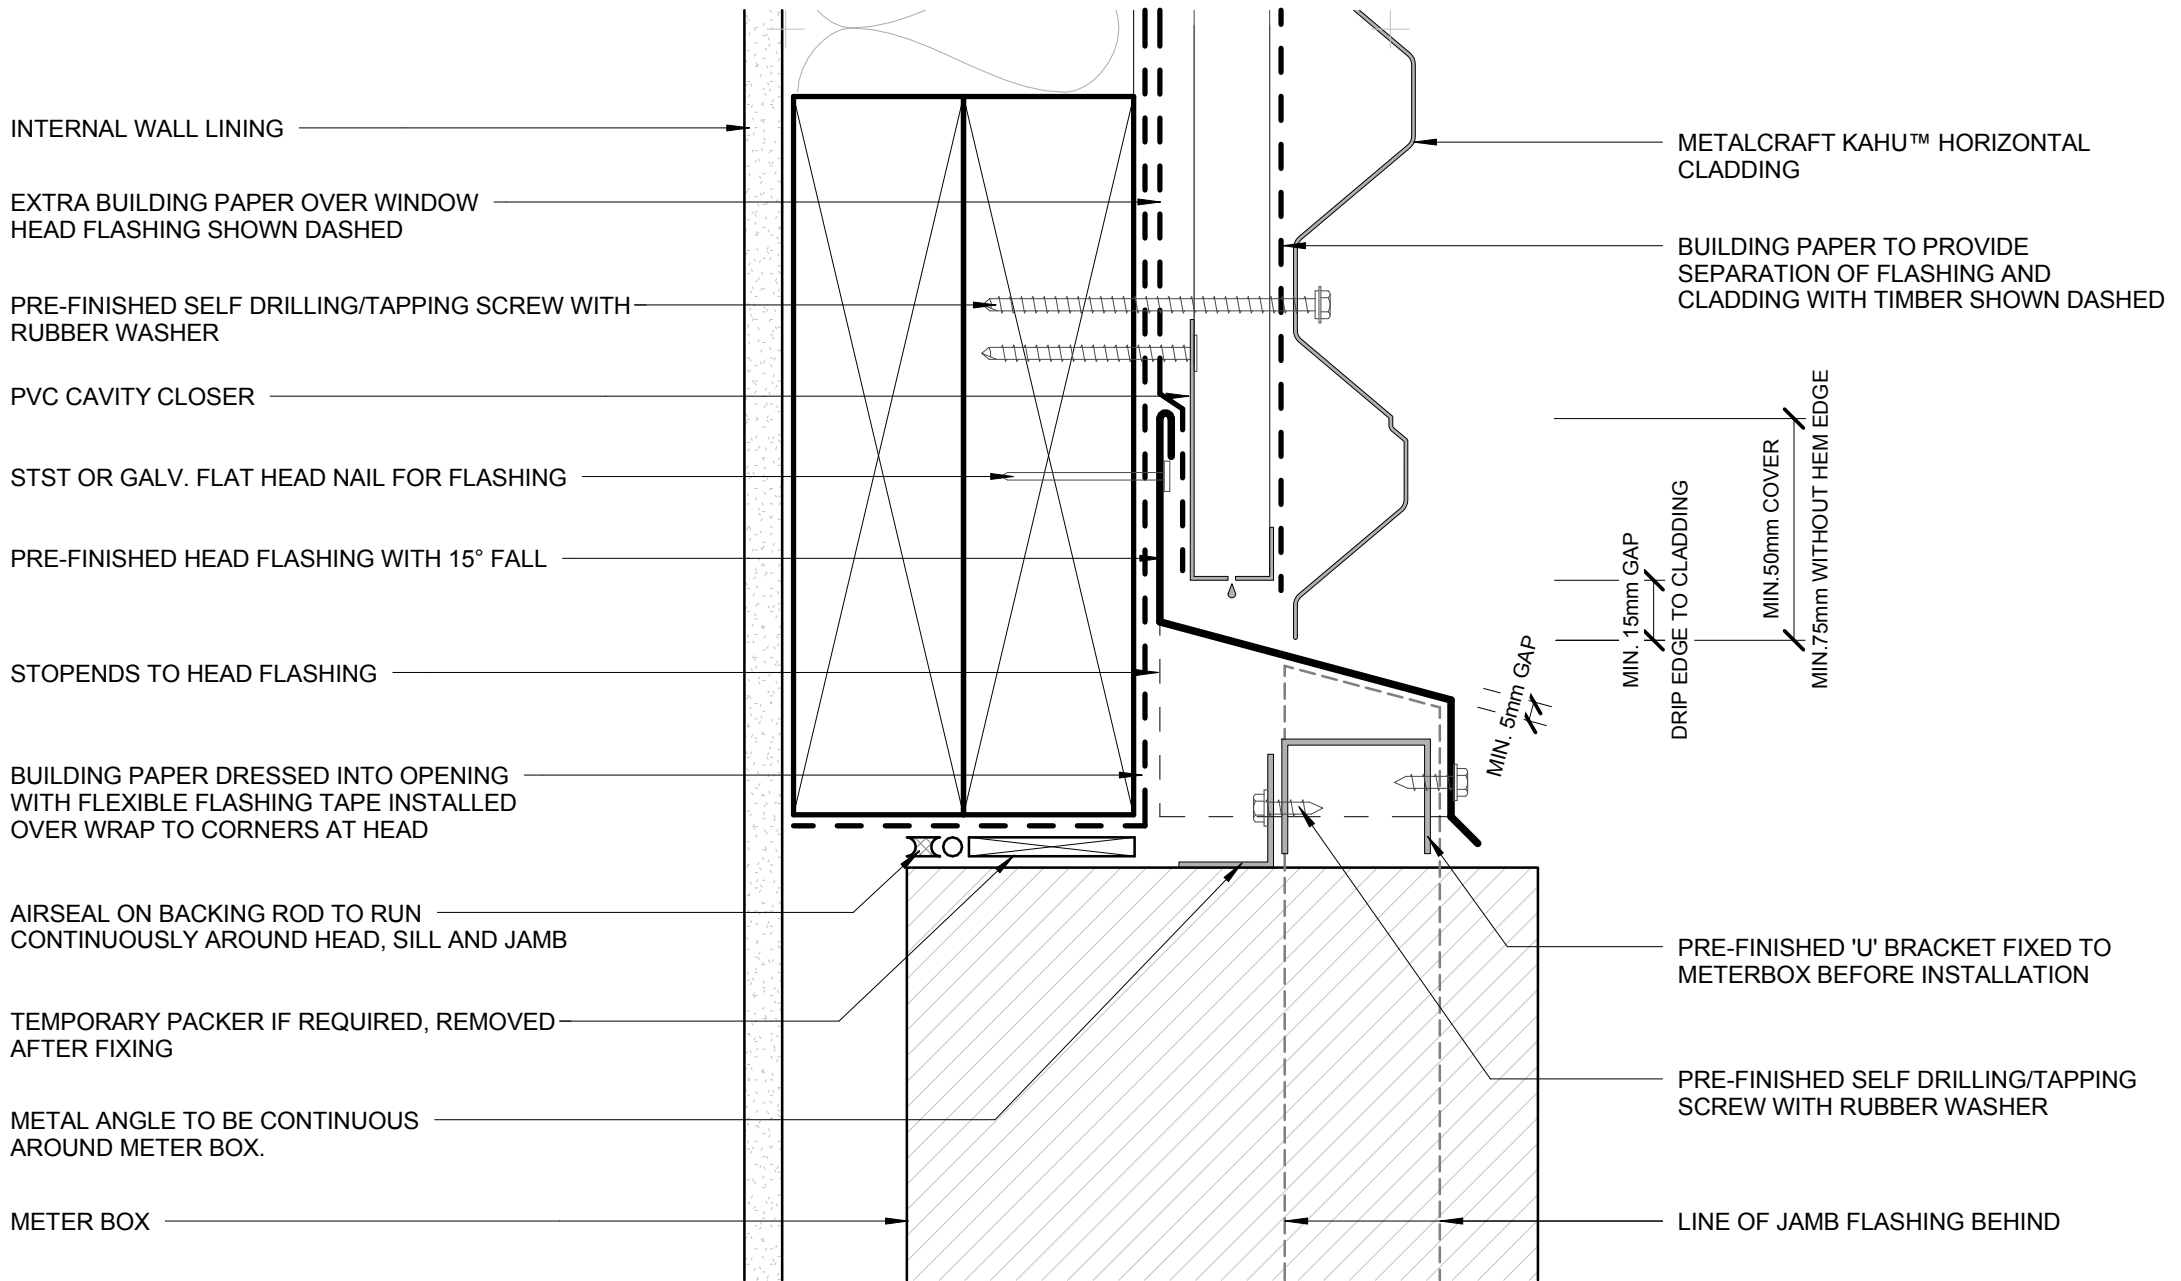 INTERNAL WALL LINING
EXTRA BUILDING PAPER OVER WINDOW
HEAD FLASHING SHOWN DASHED
PRE-FINISHED SELF DRILLING/TAPPING SCREW WITH
RUBBER WASHER
PVC CAVITY CLOSER
STST OR GALV. FLAT HEAD NAIL FOR FLASHING
PRE-FINISHED HEAD FLASHING WITH 15° FALL
STOPENDS TO HEAD FLASHING
BUILDING PAPER DRESSED INTO OPENING
WITH FLEXIBLE FLASHING TAPE INSTALLED
OVER WRAP TO CORNERS AT HEAD
AIRSEAL ON BACKING ROD TO RUN
CONTINUOUSLY AROUND HEAD, SILL AND JAMB
TEMPORARY PACKER IF REQUIRED, REMOVED
AFTER FIXING
METAL ANGLE TO BE CONTINUOUS
AROUND METER BOX.
METER BOX
METALCRAFT KAHU™ HORIZONTAL
CLADDING
BUILDING PAPER TO PROVIDE
SEPARATION OF FLASHING AND
CLADDING WITH TIMBER SHOWN DASHED
MIN. 5mm GAP
MIN. 15mm GAP
DRIP EDGE TO CLADDING
MIN.50mm COVER
MIN.75mm WITHOUT HEM EDGE
PRE-FINISHED 'U' BRACKET FIXED TO
METERBOX BEFORE INSTALLATION
PRE-FINISHED SELF DRILLING/TAPPING
SCREW WITH RUBBER WASHER
LINE OF JAMB FLASHING BEHIND